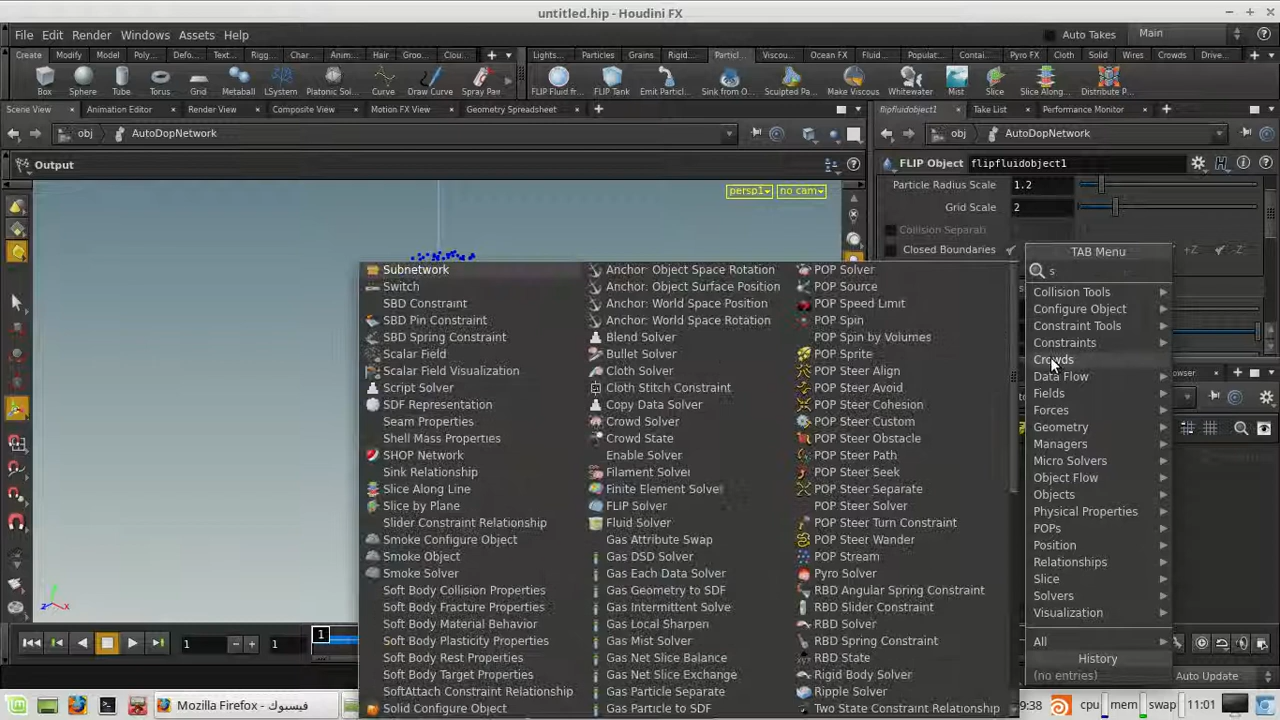 untitled.hip - Houdini FX
File Edit Render Windows Assets Help
Auto Takes Main
Create Modify Model Poly... Defo... Text... Rigg... Char... Anim... Hair... Groo... Clou...
Lights... Particles Grains Rigid... Particl... Viscou... Ocean FX Fluid... Populat... Contai... Pyro FX Cloth Solid Wires Crowds Drive...
Box Sphere Tube Torus Grid Metaball LSystem Platonic Sol... Curve Draw Curve Spray Pain
FLIP Fluid fr... FLIP Tank Emit Particl... Sink from O... Sculpted Pa... Make Viscous Whitewater Mist Slice Slice Along... Distribute P...
Scene View Animation Editor Render View Composite View Motion FX View Geometry Spreadsheet
flipfluidobject1 Take List Performance Monitor
obj AutoDopNetwork
obj AutoDopNetwork
Output
FLIP Object flipfluidobject1
persp1 no cam
Particle Radius Scale 1.2
Grid Scale 2
Collision Separati
Closed Boundaries +Z -Z
TAB Menu
s
Collision Tools
Configure Object
Constraint Tools
Constraints
Crowds
Data Flow
Fields
Forces
Geometry
Managers
Micro Solvers
Object Flow
Objects
Physical Properties
POPs
Position
Relationships
Slice
Solvers
Visualization
All
History
(no entries)
Subnetwork
Switch
SBD Constraint
SBD Pin Constraint
SBD Spring Constraint
Scalar Field
Scalar Field Visualization
Script Solver
SDF Representation
Seam Properties
Shell Mass Properties
SHOP Network
Sink Relationship
Slice Along Line
Slice by Plane
Slider Constraint Relationship
Smoke Configure Object
Smoke Object
Smoke Solver
Soft Body Collision Properties
Soft Body Fracture Properties
Soft Body Material Behavior
Soft Body Plasticity Properties
Soft Body Rest Properties
Soft Body Target Properties
SoftAttach Constraint Relationship
Solid Configure Object
Anchor: Object Space Rotation
Anchor: Object Surface Position
Anchor: World Space Position
Anchor: World Space Rotation
Blend Solver
Bullet Solver
Cloth Solver
Cloth Stitch Constraint
Copy Data Solver
Crowd Solver
Crowd State
Enable Solver
Filament Solver
Finite Element Solver
FLIP Solver
Fluid Solver
Gas Attribute Swap
Gas DSD Solver
Gas Each Data Solver
Gas Geometry to SDF
Gas Intermittent Solve
Gas Local Sharpen
Gas Mist Solver
Gas Net Slice Balance
Gas Net Slice Exchange
Gas Particle Separate
Gas Particle to SDF
POP Solver
POP Source
POP Speed Limit
POP Spin
POP Spin by Volumes
POP Sprite
POP Steer Align
POP Steer Avoid
POP Steer Cohesion
POP Steer Custom
POP Steer Obstacle
POP Steer Path
POP Steer Seek
POP Steer Separate
POP Steer Solver
POP Steer Turn Constraint
POP Steer Wander
POP Stream
Pyro Solver
RBD Angular Spring Constraint
RBD Slider Constraint
RBD Solver
RBD Spring Constraint
RBD State
Rigid Body Solver
Ripple Solver
Two State Constraint Relationship
1 1 1
Auto Update
فيسبوك - Mozilla Firefox
9:38 cpu mem swap 11:01